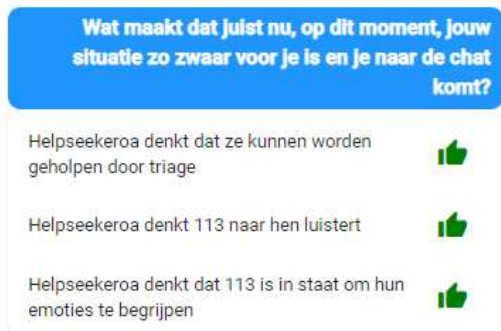 Wat maakt dat juist nu, op dit moment, jouw
situatie zo zwaar voor je is en je naar de chat
komt?
Helpseekeroa denkt dat ze kunnen worden
geholpen door triage
Helpseekeroa denkt 113 naar hen luistert
Helpseekeroa denkt dat 113 is in staat om hun
emoties te begrijpen